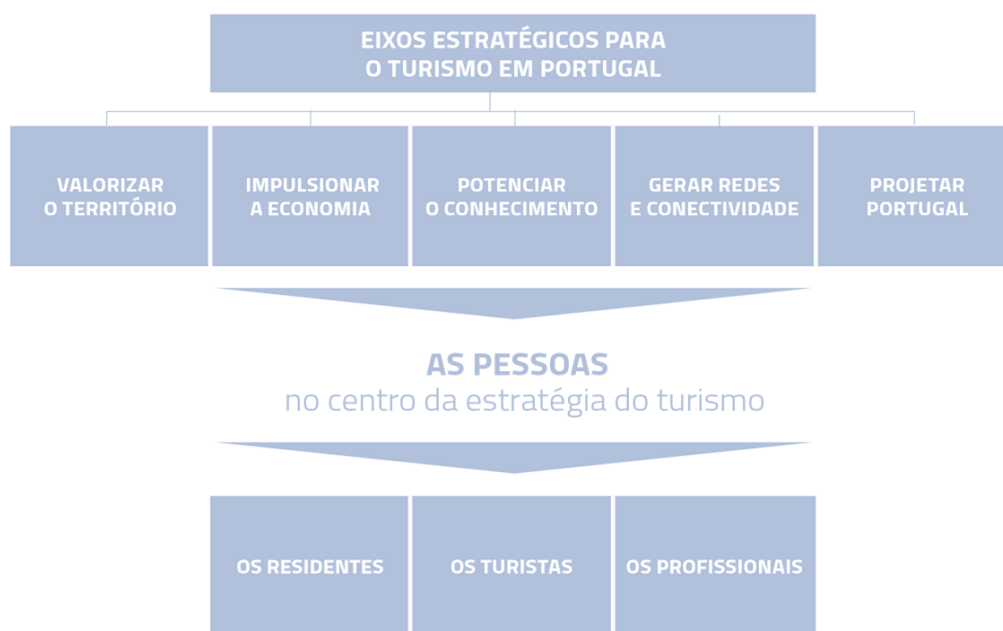 EIXOS ESTRATÉGICOS PARA
O TURISMO EM PORTUGAL
VALORIZAR
O TERRITÓRIO
IMPULSIONAR
A ECONOMIA
POTENCIAR
O CONHECIMENTO
GERAR REDES
E CONECTIVIDADE
PROJETAR
PORTUGAL
AS PESSOAS
no centro da estratégia do turismo
OS RESIDENTES
OS TURISTAS
OS PROFISSIONAIS